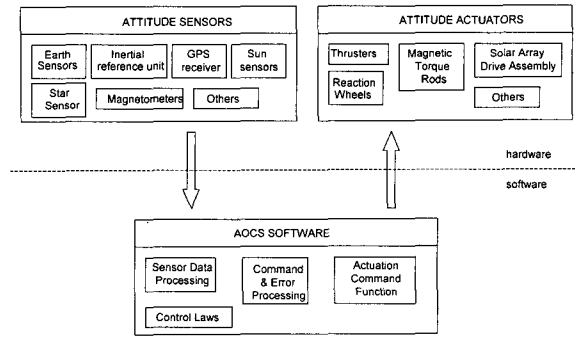 ATTITUDE SENSORS
Earth
Sensors
Inertial
reference unit
GPS
receiver
Sun
sensors
Star
Sensor
Magnetometers
Others
ATTITUDE ACTUATORS
Thrusters
Magnetic
Torque
Rods
Solar Array
Drive Assembly
Reaction
Wheels
Others
hardware
software
AOCS SOFTWARE
Sensor Data
Processing
Command
& Error
Processing
Actuation
Command
Function
Control Laws